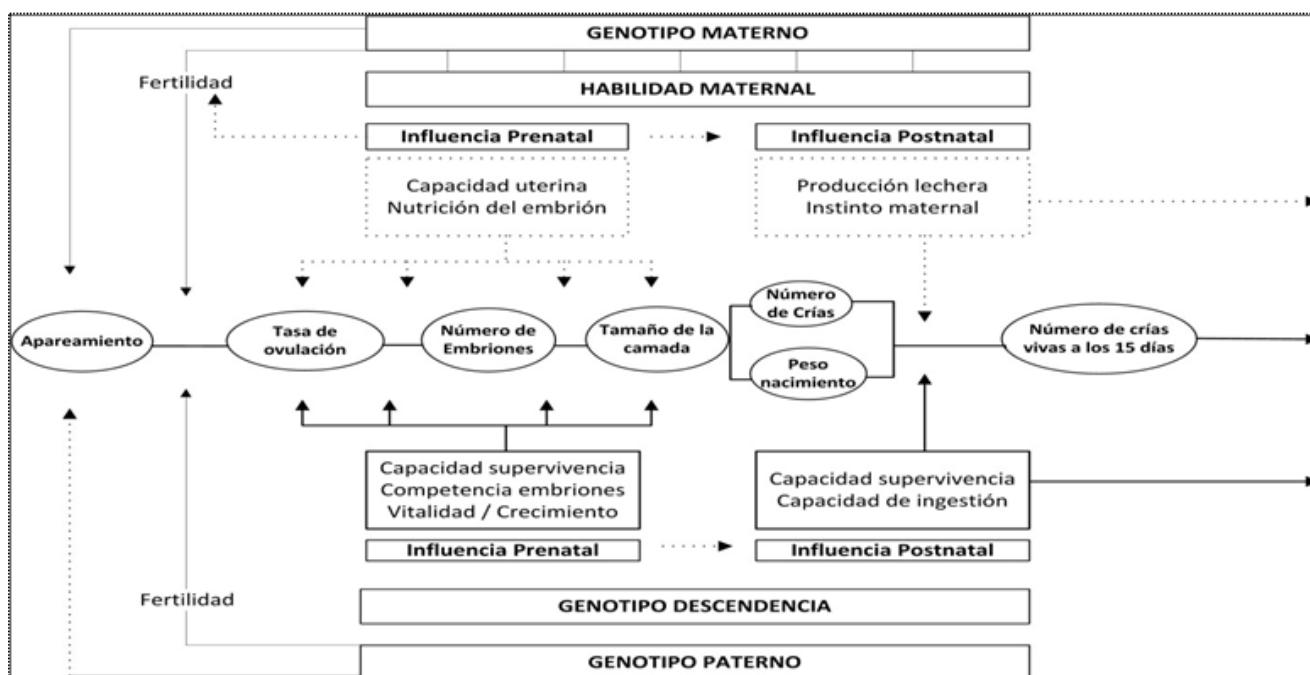 GENOTIPO MATERNO
Fertilidad
HABILIDAD MATERNAL
Influencia Prenatal
Influencia Postnatal
Capacidad uterina
Nutrición del embrión
Producción lechera
Instinto maternal
Apareamiento
Tasa de
ovulación
Número de
Embriones
Tamaño de la
camada
Número
de Crías
Peso
nacimiento
Número de crías
vivas a los 15 días
Capacidad supervivencia
Competencia embriones
Vitalidad / Crecimiento
Capacidad supervivencia
Capacidad de ingestión
Influencia Prenatal
Influencia Postnatal
Fertilidad
GENOTIPO DESCENDENCIA
GENOTIPO PATERNO